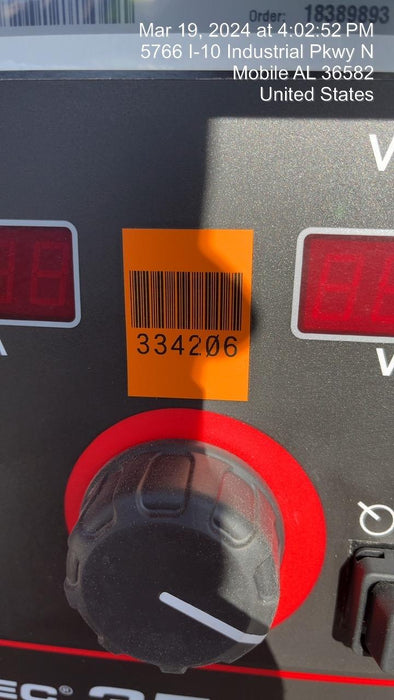 Order: 18389893
Mar 19, 2024 at 4:02:52 PM
5766 I-10 Industrial Pkwy N
Mobile AL 36582
United States
V
334206
A
V
EC®